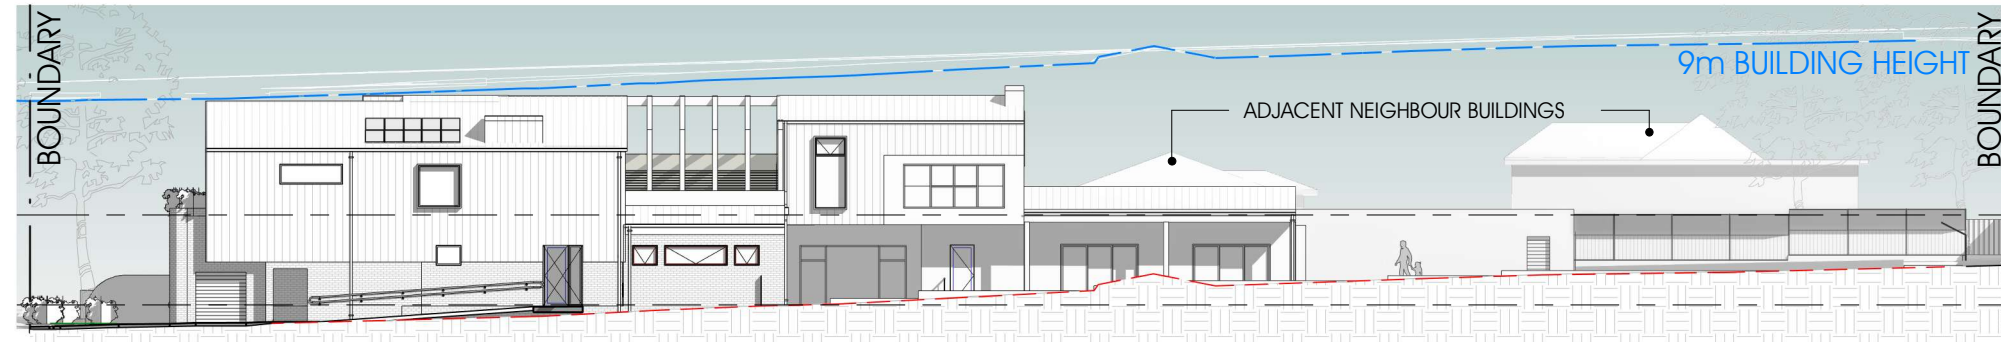 BOUNDARY
9m BUILDING HEIGHT
ADJACENT NEIGHBOUR BUILDINGS
BOUNDARY